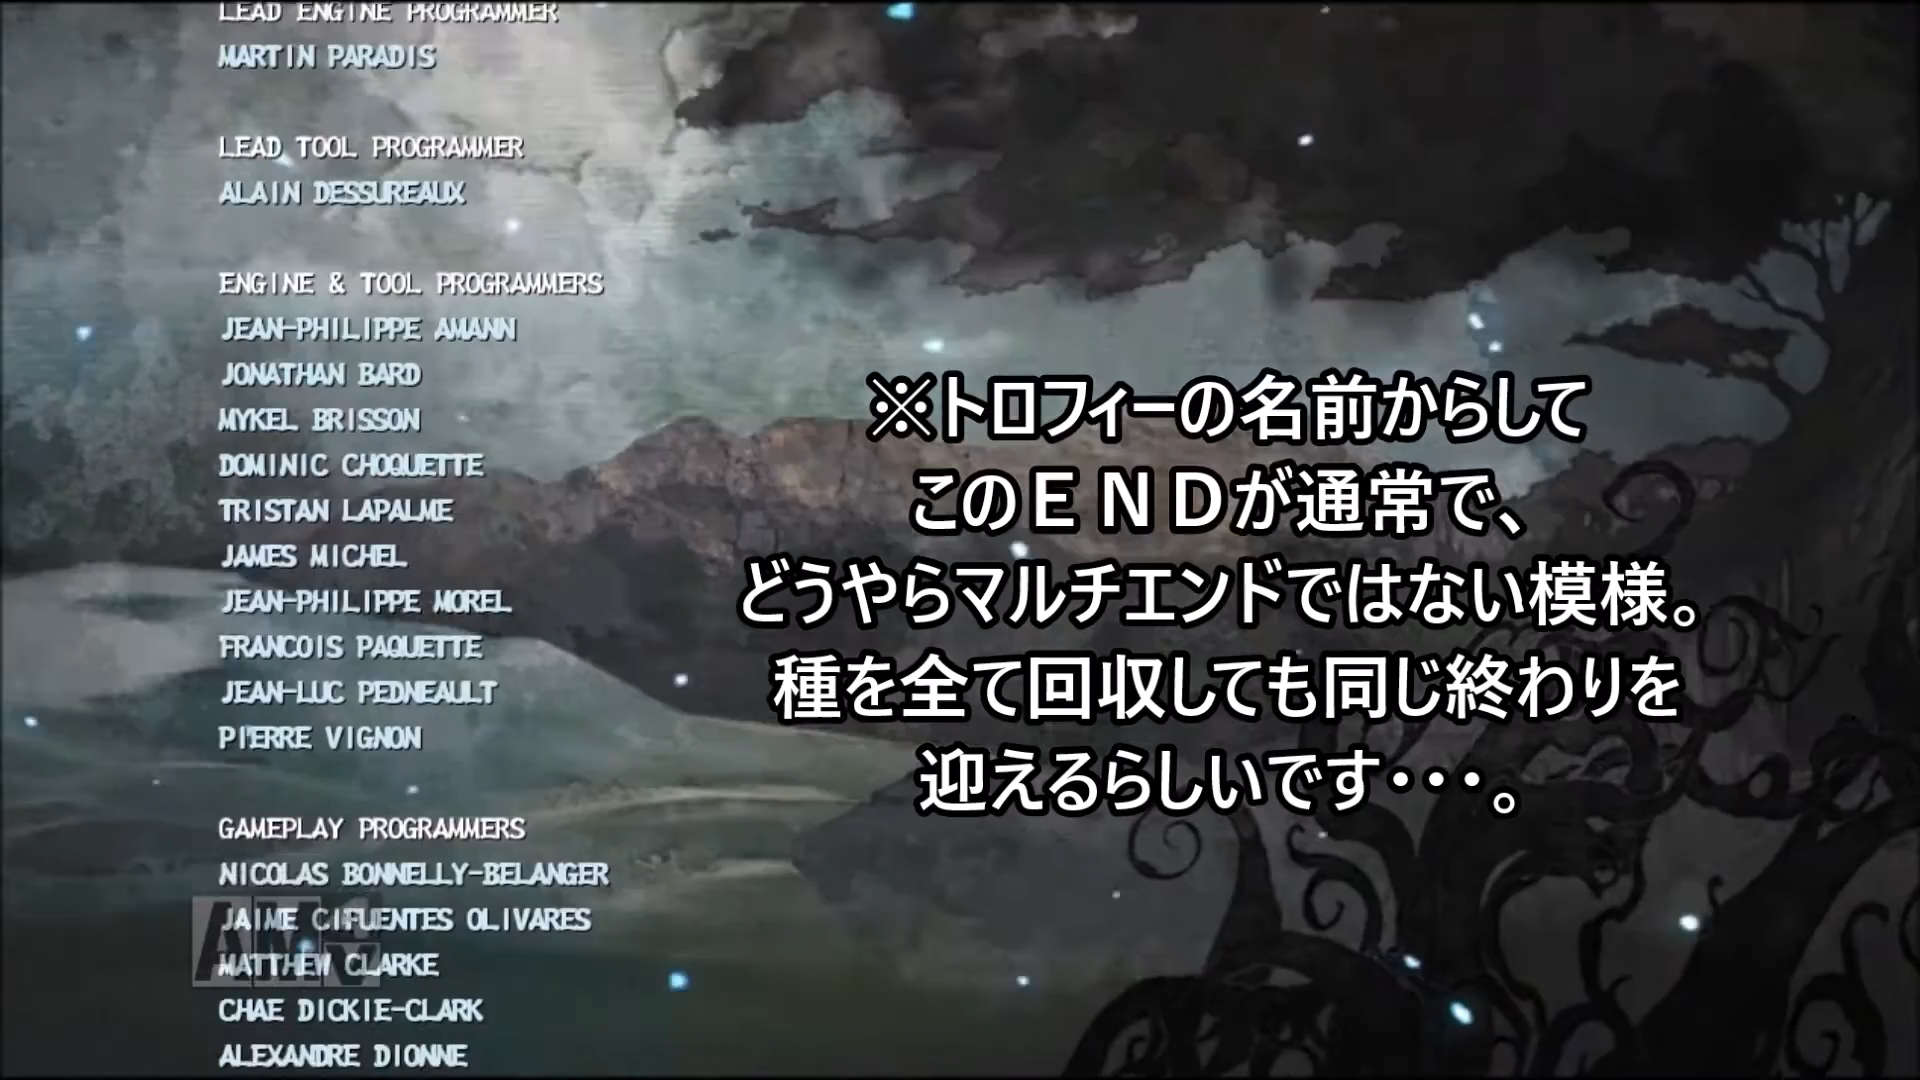 LEAD ENGINE PROGRAMMER
MARTIN PARADIS
LEAD TOOL PROGRAMMER
ALAIN DESSUREAUX
ENGINE & TOOL PROGRAMMERS
JEAN-PHILIPPE AMANN
JONATHAN BARD
MYKEL BRISSON
DOMINIC CHOQUETTE
TRISTAN LAPALME
JAMES MICHEL
JEAN-PHILIPPE MOREL
FRANCOIS PAQUETTE
JEAN-LUC PEDNEAULT
PIERRE VIGNON
GAMEPLAY PROGRAMMERS
NICOLAS BONNELLY-BELANGER
JAIME CIFUENTES OLIVARES
MATTHEW CLARKE
CHAE DICKIE-CLARK
ALEXANDRE DIONNE
※トロフィーの名前からして
このＥＮＤが通常で、
どうやらマルチエンドではない模様。
種を全て回収しても同じ終わりを
迎えるらしいです・・・。